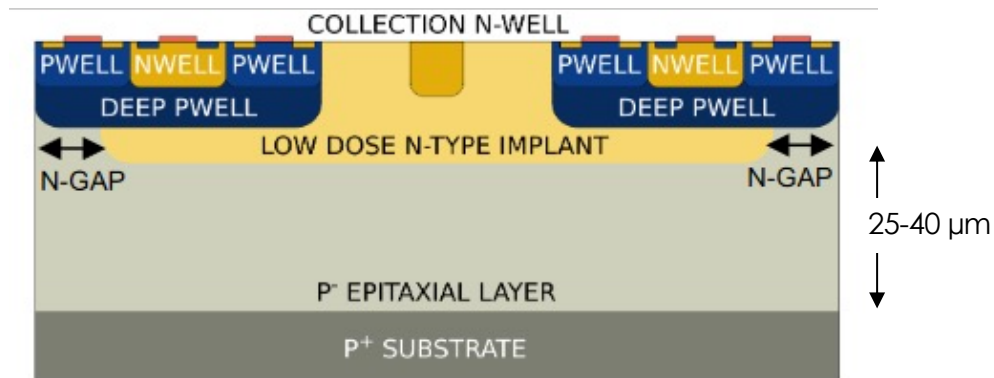 COLLECTION N-WELL
PWELL NWELL PWELL
PWELL NWELL PWELL
DEEP PWELL
DEEP PWELL
LOW DOSE N-TYPE IMPLANT
N-GAP
N-GAP
25-40 µm
P⁻ EPITAXIAL LAYER
P⁺ SUBSTRATE